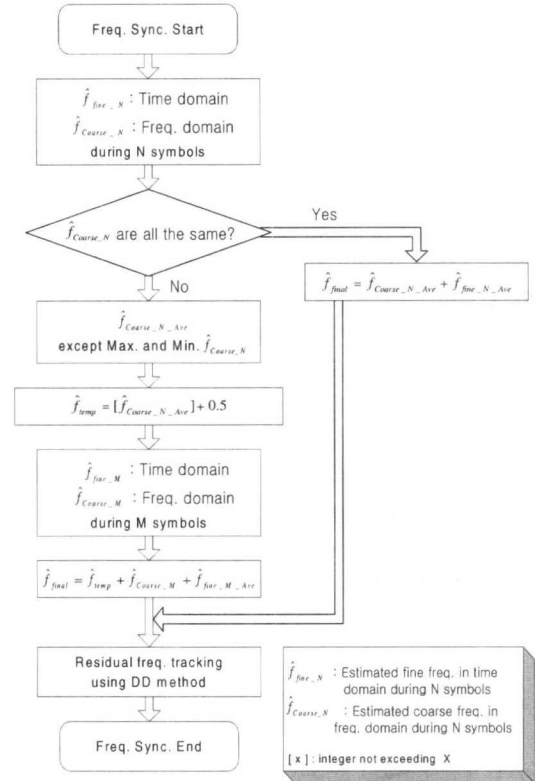 Freq. Sync. Start
f̂_fine_N : Time domain
f̂_Coarse_N : Freq. domain
during N symbols
f̂_Coarse_N are all the same?
Yes
No
f̂_final = f̂_Coarse_N_Ave + f̂_fine_N_Ave
f̂_Coarse_N_Ave
except Max. and Min. f̂_Coarse_N
f̂_temp = [f̂_Coarse_N_Ave] + 0.5
f̂_fine_M : Time domain
f̂_Coarse_M : Freq. domain
during M symbols
f̂_final = f̂_temp + f̂_Coarse_M + f̂_fine_M_Ave
Residual freq. tracking
using DD method
Freq. Sync. End
f̂_fine_N : Estimated fine freq. in time
domain during N symbols
f̂_Coarse_N : Estimated coarse freq. in
freq. domain during N symbols
[ x ] : integer not exceeding X